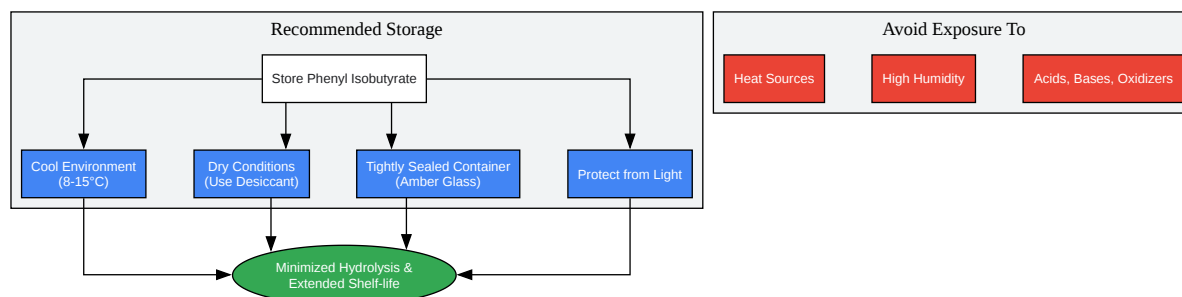 Recommended Storage
Store Phenyl Isobutyrate
Cool Environment
(8-15°C)
Dry Conditions
(Use Desiccant)
Tightly Sealed Container
(Amber Glass)
Protect from Light
Minimized Hydrolysis &
Extended Shelf-life
Avoid Exposure To
Heat Sources
High Humidity
Acids, Bases, Oxidizers